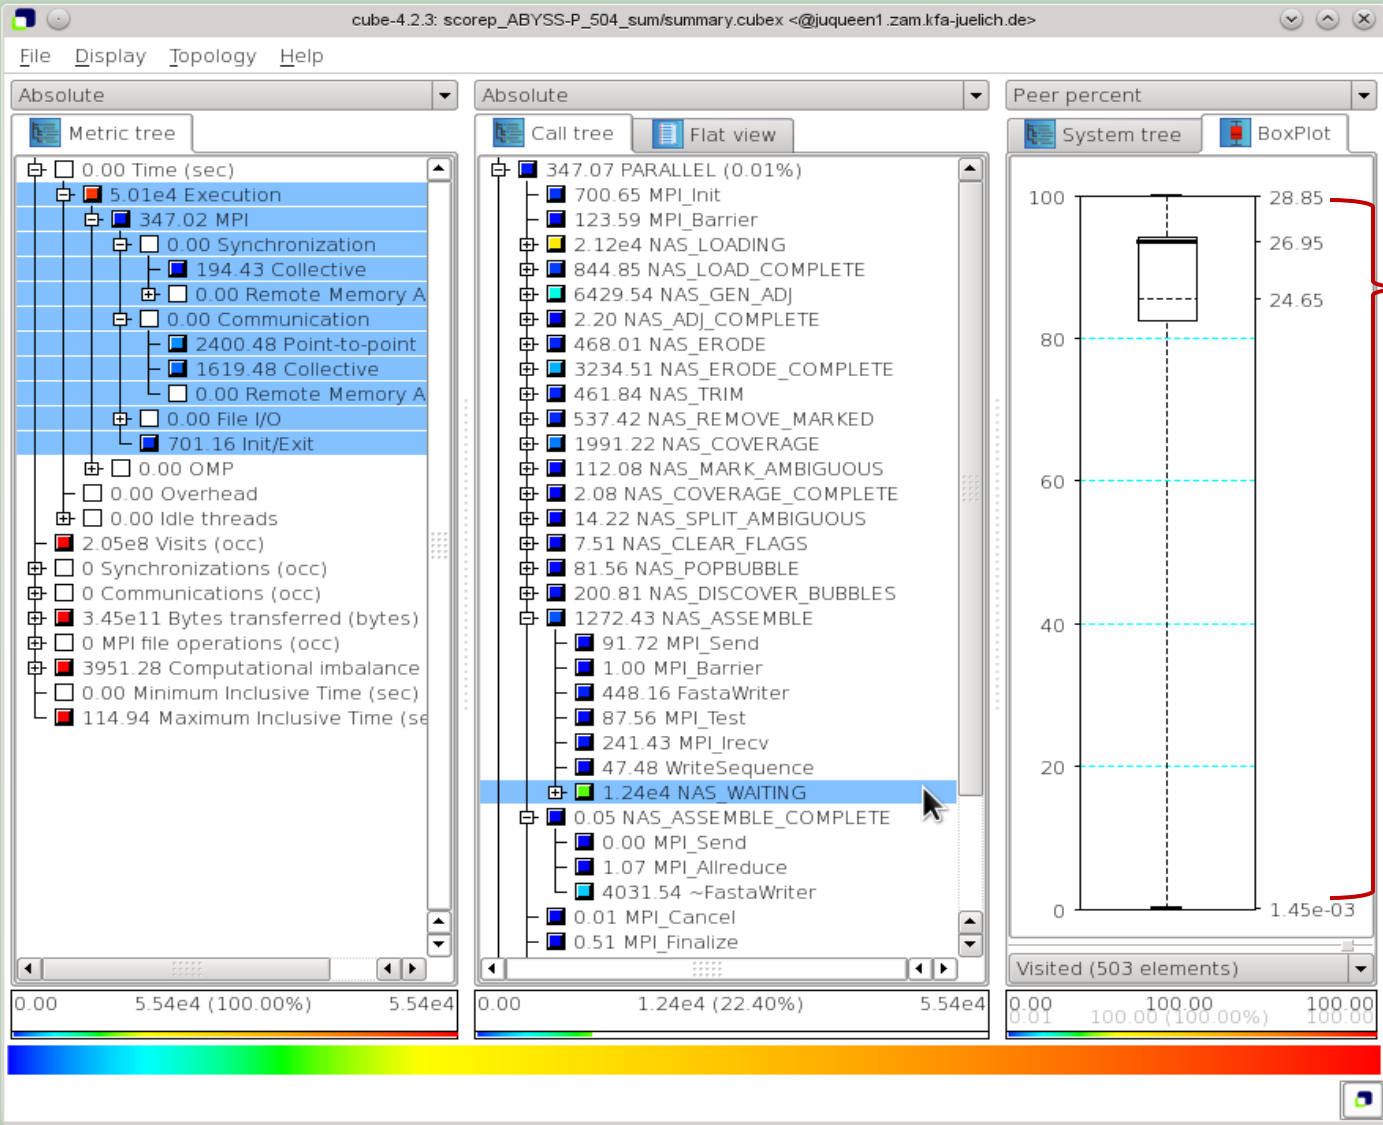 cube-4.2.3: scorep_ABYSS-P_504_sum/summary.cubex <@juqueen1.zam.kfa-juelich.de>
File Display Topology Help
Absolute
Metric tree
0.00 Time (sec)
5.01e4 Execution
347.02 MPI
0.00 Synchronization
194.43 Collective
0.00 Remote Memory A
0.00 Communication
2400.48 Point-to-point
1619.48 Collective
0.00 Remote Memory A
0.00 File I/O
701.16 Init/Exit
0.00 OMP
0.00 Overhead
0.00 Idle threads
2.05e8 Visits (occ)
0 Synchronizations (occ)
0 Communications (occ)
3.45e11 Bytes transferred (bytes)
0 MPI file operations (occ)
3951.28 Computational imbalance
0.00 Minimum Inclusive Time (sec)
114.94 Maximum Inclusive Time (se
0.00 5.54e4 (100.00%) 5.54e4
Absolute
Call tree Flat view
347.07 PARALLEL (0.01%)
700.65 MPI_Init
123.59 MPI_Barrier
2.12e4 NAS_LOADING
844.85 NAS_LOAD_COMPLETE
6429.54 NAS_GEN_ADJ
2.20 NAS_ADJ_COMPLETE
468.01 NAS_ERODE
3234.51 NAS_ERODE_COMPLETE
461.84 NAS_TRIM
537.42 NAS_REMOVE_MARKED
1991.22 NAS_COVERAGE
112.08 NAS_MARK_AMBIGUOUS
2.08 NAS_COVERAGE_COMPLETE
14.22 NAS_SPLIT_AMBIGUOUS
7.51 NAS_CLEAR_FLAGS
81.56 NAS_POPBUBBLE
200.81 NAS_DISCOVER_BUBBLES
1272.43 NAS_ASSEMBLE
91.72 MPI_Send
1.00 MPI_Barrier
448.16 FastaWriter
87.56 MPI_Test
241.43 MPI_Irecv
47.48 WriteSequence
1.24e4 NAS_WAITING
0.05 NAS_ASSEMBLE_COMPLETE
0.00 MPI_Send
1.07 MPI_Allreduce
4031.54 ~FastaWriter
0.01 MPI_Cancel
0.51 MPI_Finalize
0.00 1.24e4 (22.40%) 5.54e4
Peer percent
System tree BoxPlot
100 28.85
26.95
24.65
80
60
40
20
0 1.45e-03
Visited (503 elements)
0.00 100.00 100.00
0.01 100.00 (100.00%) 100.00